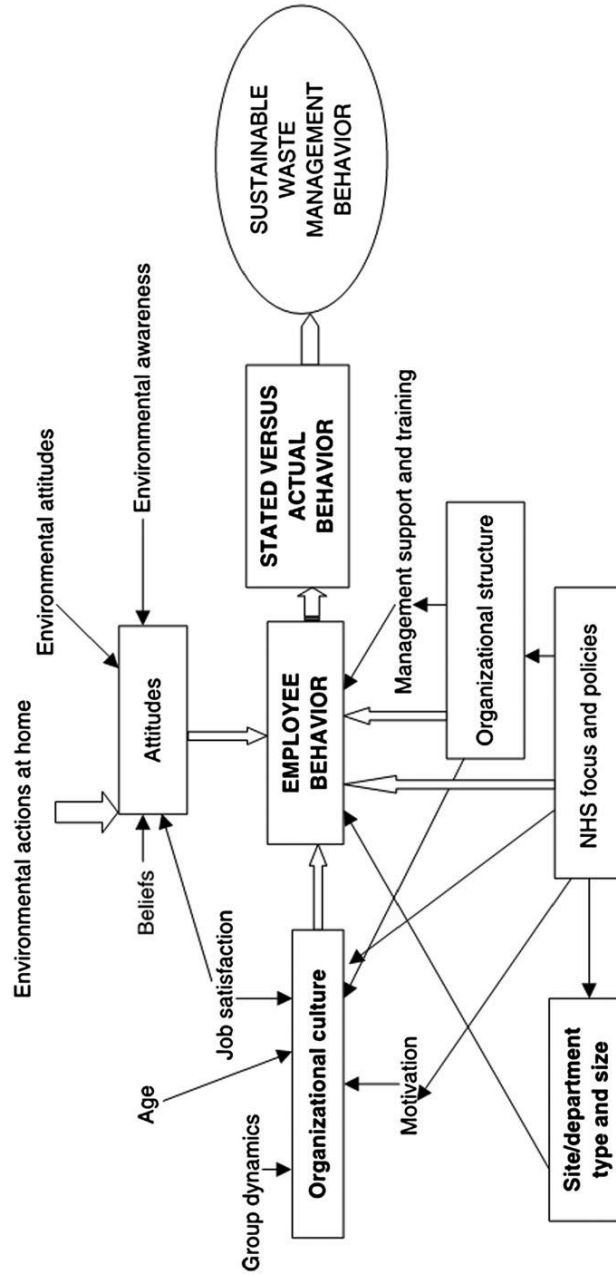 Environmental actions at home
Environmental attitudes
Environmental awareness
Beliefs
Attitudes
Job satisfaction
Age
Group dynamics
Organizational culture
EMPLOYEE
BEHAVIOR
STATED VERSUS
ACTUAL
BEHAVIOR
SUSTAINABLE
WASTE
MANAGEMENT
BEHAVIOR
Motivation
Management support and training
Organizational structure
Site/department
type and size
NHS focus and policies